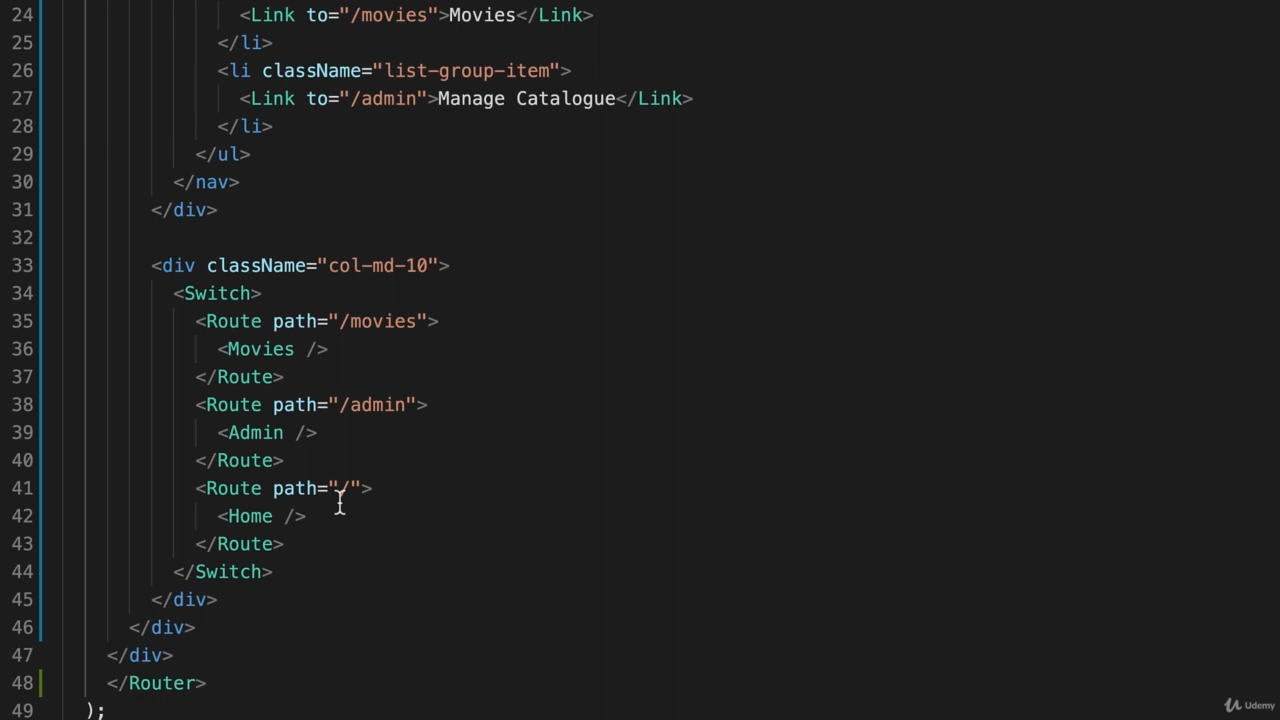 24 <Link to="/movies">Movies</Link>
25 </li>
26 <li className="list-group-item">
27 <Link to="/admin">Manage Catalogue</Link>
28 </li>
29 </ul>
30 </nav>
31 </div>
32
33 <div className="col-md-10">
34 <Switch>
35 <Route path="/movies">
36 <Movies />
37 </Route>
38 <Route path="/admin">
39 <Admin />
40 </Route>
41 <Route path="/">
42 <Home />
43 </Route>
44 </Switch>
45 </div>
46 </div>
47 </div>
48 </Router>
49 );
Udemy